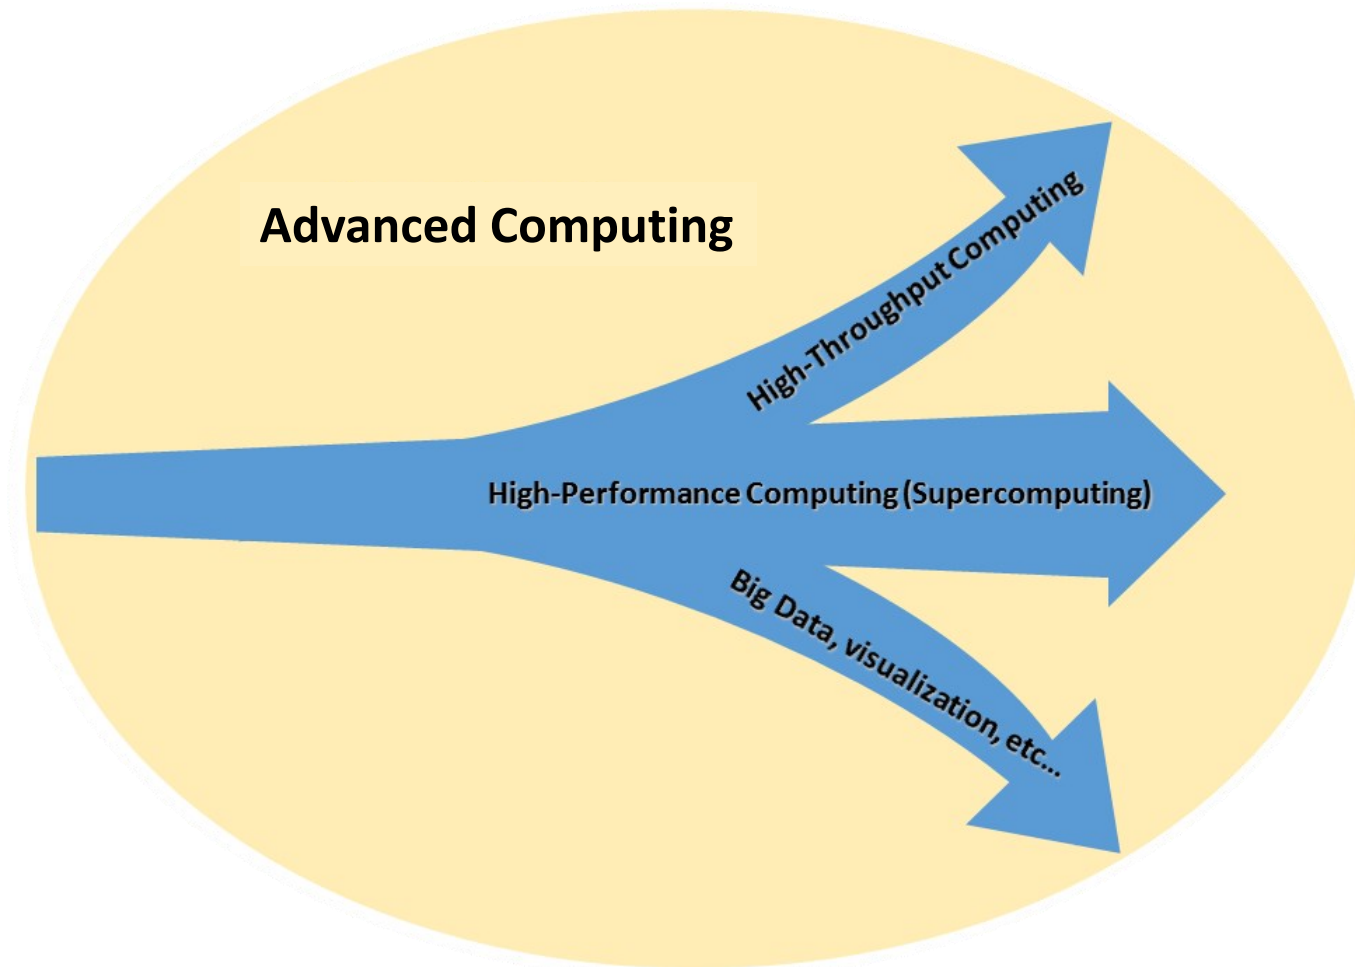 Advanced Computing
High-Throughput Computing
High-Performance Computing (Supercomputing)
Big Data, visualization, etc...